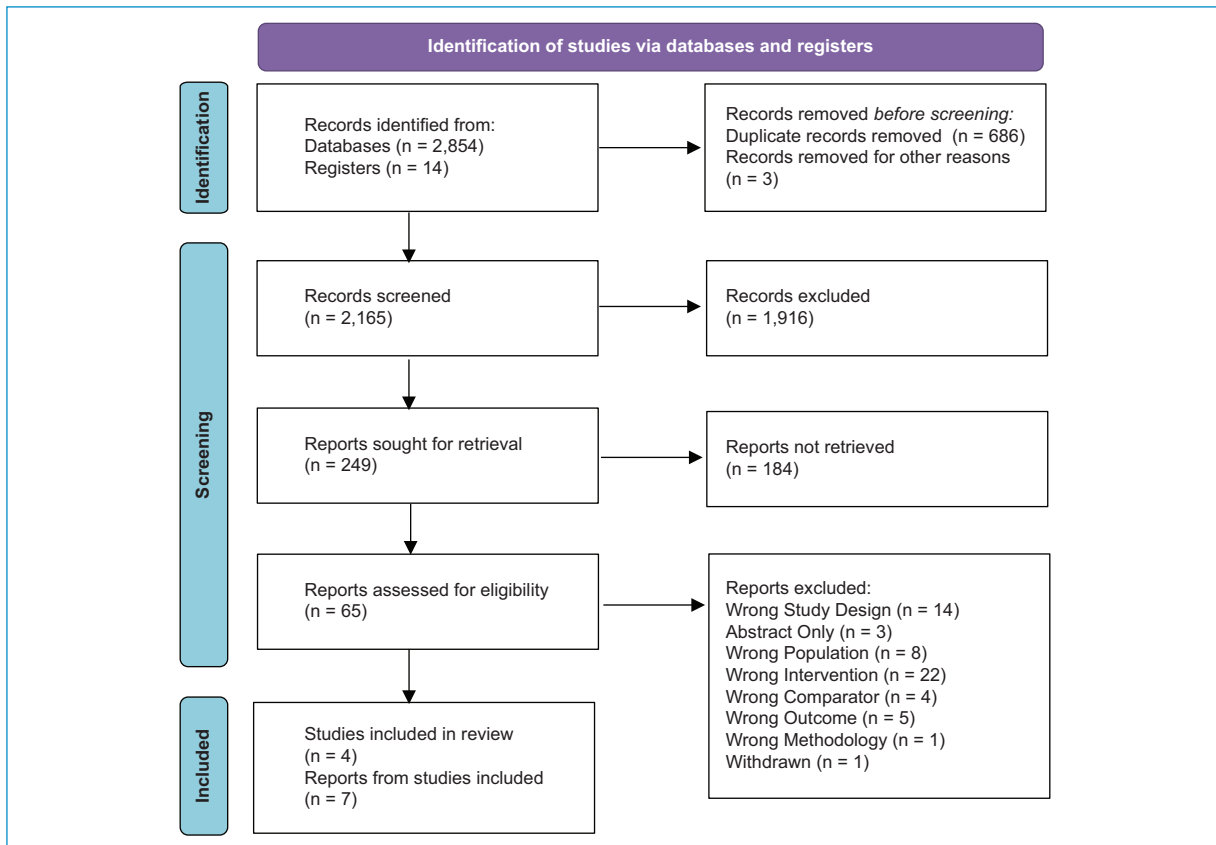 Identification of studies via databases and registers
Identification
Records identified from:
Databases (n = 2,854)
Registers (n = 14)
Records removed before screening:
Duplicate records removed (n = 686)
Records removed for other reasons
(n = 3)
Screening
Records screened
(n = 2,165)
Records excluded
(n = 1,916)
Reports sought for retrieval
(n = 249)
Reports not retrieved
(n = 184)
Reports assessed for eligibility
(n = 65)
Reports excluded:
Wrong Study Design (n = 14)
Abstract Only (n = 3)
Wrong Population (n = 8)
Wrong Intervention (n = 22)
Wrong Comparator (n = 4)
Wrong Outcome (n = 5)
Wrong Methodology (n = 1)
Withdrawn (n = 1)
Included
Studies included in review
(n = 4)
Reports from studies included
(n = 7)